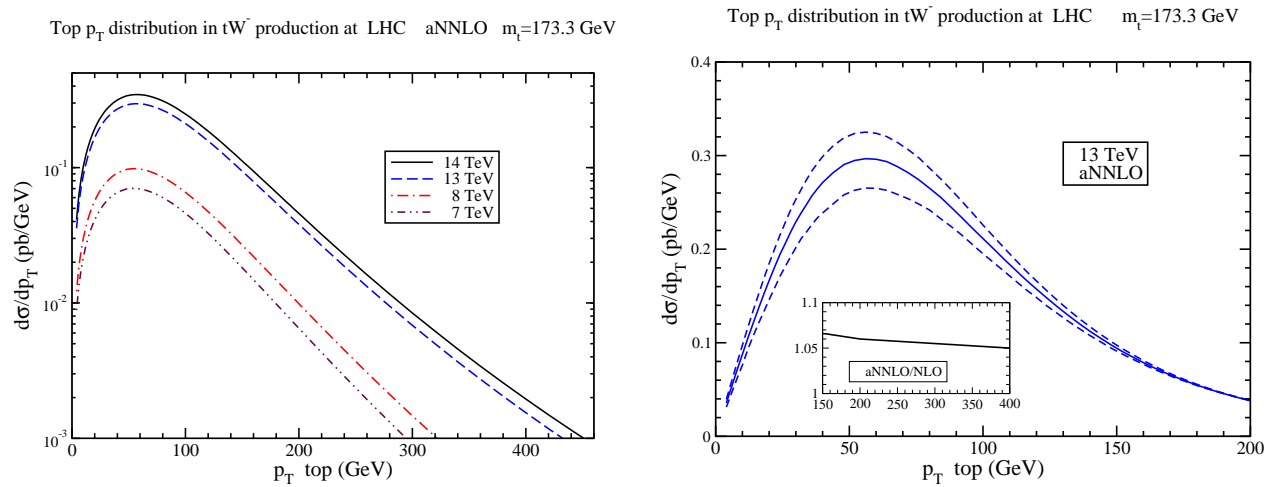 Top p_T distribution in tW^- production at LHC aNNLO m_t=173.3 GeV
dσ/dp_T (pb/GeV)
10^-1
10^-2
10^-3
14 TeV
13 TeV
8 TeV
7 TeV
0 100 200 300 400
p_T top (GeV)
Top p_T distribution in tW^- production at LHC m_t=173.3 GeV
dσ/dp_T (pb/GeV)
0.4
0.3
0.2
0.1
0
13 TeV
aNNLO
1.1
1.05
1
aNNLO/NLO
150 200 250 300 350 400
0 50 100 150 200
p_T top (GeV)